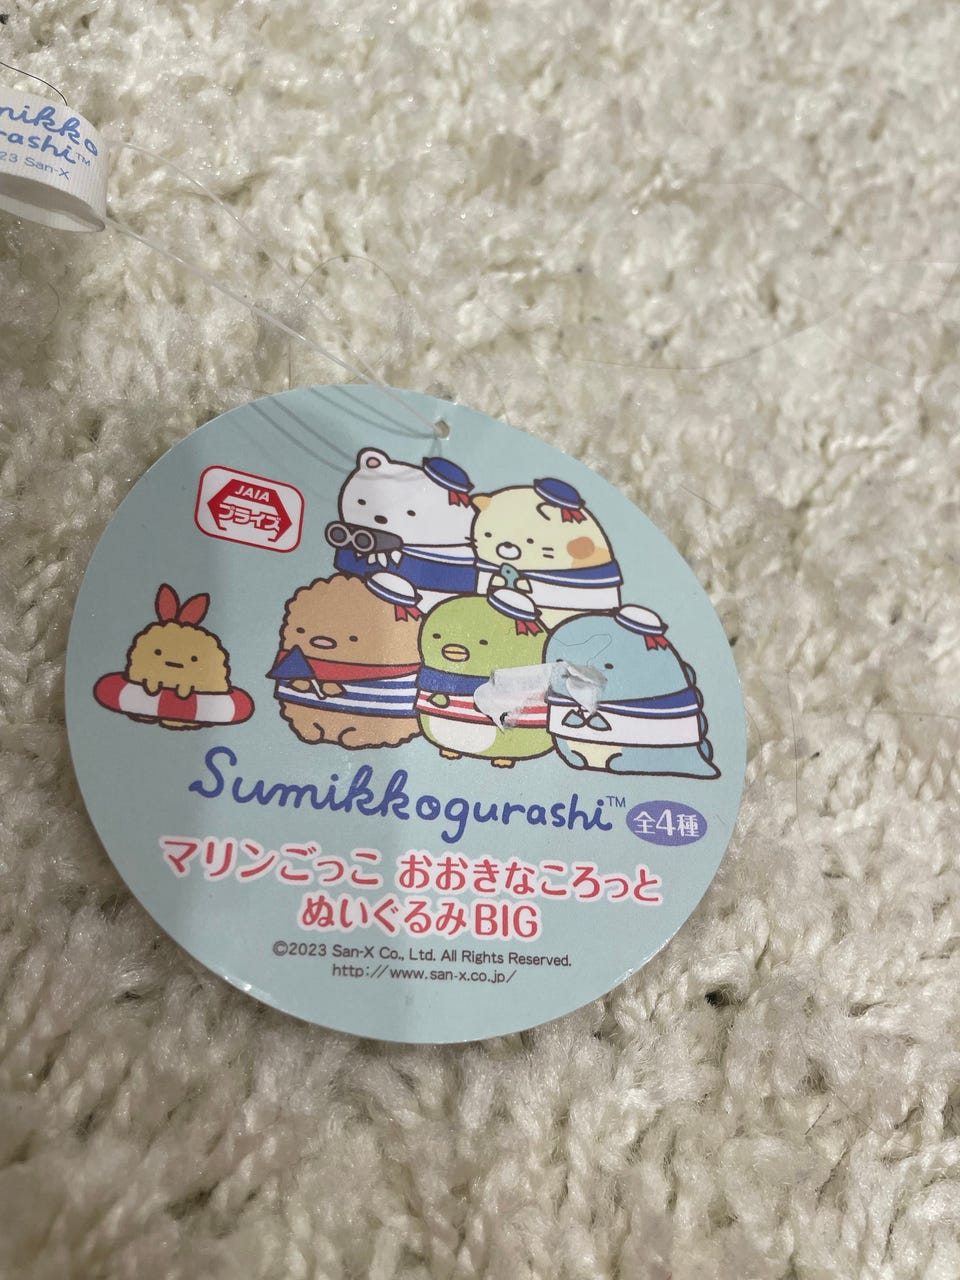 mikko
rashi™
23 San-X
JAIA
プライズ
Sumikkogurashi™
全4種
マリンごっこ おおきなころっと
ぬいぐるみBIG
©2023 San-X Co., Ltd. All Rights Reserved.
http://www.san-x.co.jp/